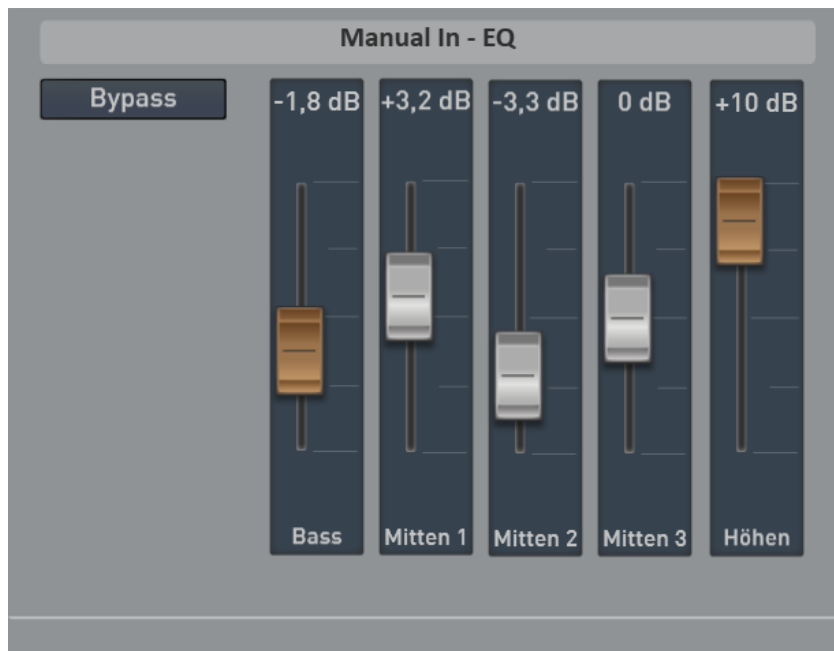 Manual In - EQ
Bypass
-1,8 dB
+3,2 dB
-3,3 dB
0 dB
+10 dB
Bass
Mitten 1
Mitten 2
Mitten 3
Höhen